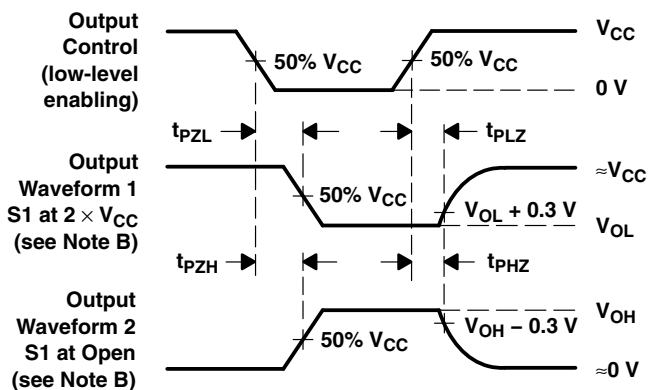 Output
Control
(low-level
enabling)
50% VCC
50% VCC
VCC
0 V
tPZL
tPLZ
Output
Waveform 1
S1 at 2 × VCC
(see Note B)
50% VCC
VOL + 0.3 V
≈VCC
VOL
tPZH
tPHZ
Output
Waveform 2
S1 at Open
(see Note B)
50% VCC
VOH − 0.3 V
VOH
≈0 V